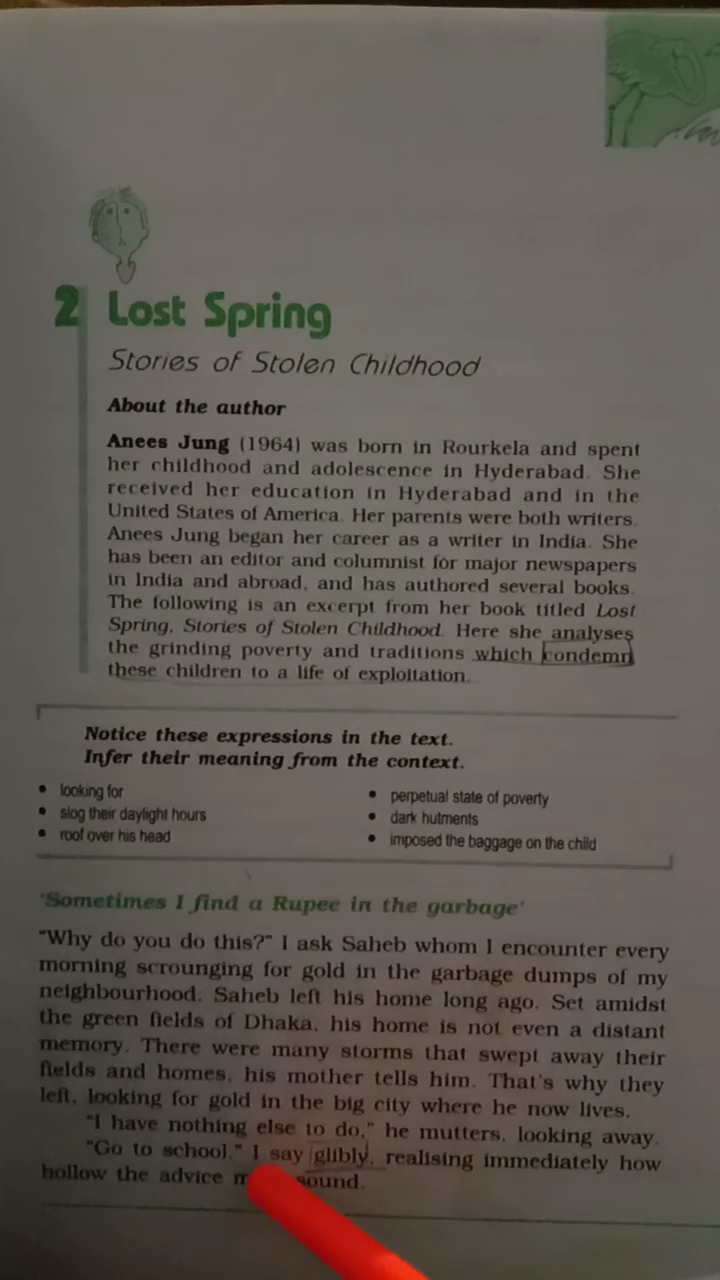 2 Lost Spring
Stories of Stolen Childhood
About the author
Anees Jung (1964) was born in Rourkela and spent
her childhood and adolescence in Hyderabad. She
received her education in Hyderabad and in the
United States of America. Her parents were both writers.
Anees Jung began her career as a writer in India. She
has been an editor and columnist for major newspapers
in India and abroad, and has authored several books.
The following is an excerpt from her book titled Lost
Spring, Stories of Stolen Childhood. Here she analyses
the grinding poverty and traditions which condemn
these children to a life of exploitation.
Notice these expressions in the text.
Infer their meaning from the context.
• looking for
• slog their daylight hours
• roof over his head
• perpetual state of poverty
• dark hutments
• imposed the baggage on the child
'Sometimes I find a Rupee in the garbage'
"Why do you do this?" I ask Saheb whom I encounter every
morning scrounging for gold in the garbage dumps of my
neighbourhood. Saheb left his home long ago. Set amidst
the green fields of Dhaka, his home is not even a distant
memory. There were many storms that swept away their
fields and homes, his mother tells him. That's why they
left, looking for gold in the big city where he now lives.
"I have nothing else to do," he mutters, looking away.
"Go to school." I say glibly, realising immediately how
hollow the advice sound.